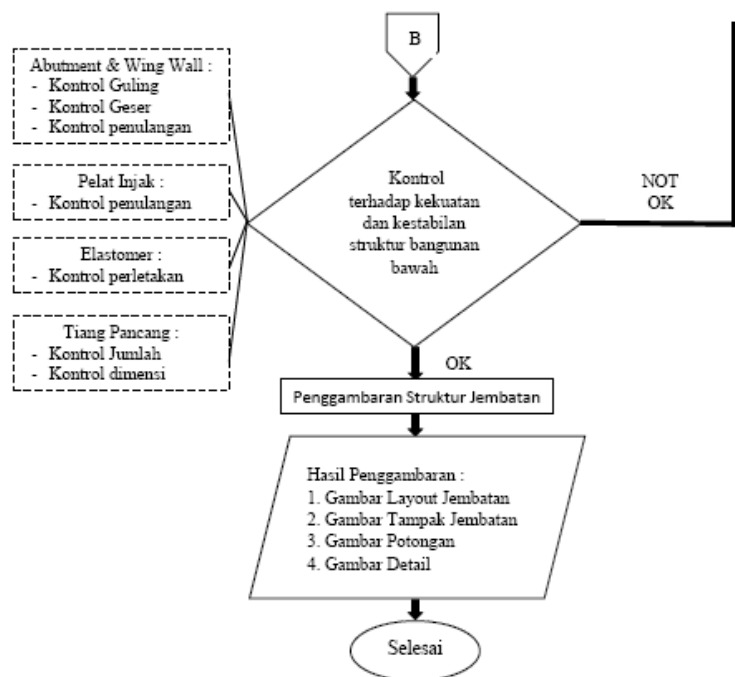 B
Abutment & Wing Wall :
- Kontrol Guling
- Kontrol Geser
- Kontrol penulangan
Pelat Injak :
- Kontrol penulangan
Elastomer :
- Kontrol perletakan
Tiang Pancang :
- Kontrol Jumlah
- Kontrol dimensi
Kontrol
terhadap kekuatan
dan kestabilan
struktur bangunan
bawah
NOT
OK
OK
Penggambaran Struktur Jembatan
Hasil Penggambaran :
1. Gambar Layout Jembatan
2. Gambar Tampak Jembatan
3. Gambar Potongan
4. Gambar Detail
Selesai